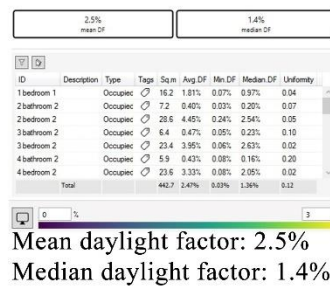 2.5%
mean DF
1.4%
median DF
ID Description Type Tags Sq.m Avg.DF Min.DF Median.DF Uniformity
1 bedroom 1 Occupiec 16.2 1.81% 0.07% 0.97% 0.04
2 bathroom 2 Occupiec 7.2 0.40% 0.03% 0.20% 0.07
2 bedroom 2 Occupiec 28.6 4.45% 0.24% 2.54% 0.05
3 bathroom 2 Occupiec 6.4 0.47% 0.05% 0.23% 0.10
3 bedroom 2 Occupiec 23.4 3.95% 0.06% 2.63% 0.02
4 bathroom 2 Occupiec 5.9 0.43% 0.08% 0.16% 0.20
4 bedroom 2 Occupiec 23.6 3.33% 0.08% 2.05% 0.02
Total 442.7 2.47% 0.03% 1.36% 0.12
0 % 3
Mean daylight factor: 2.5%
Median daylight factor: 1.4%